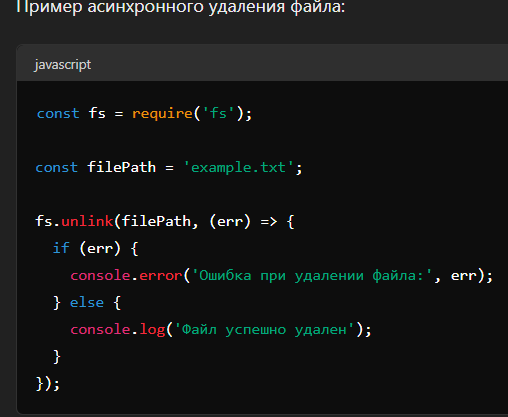 Пример асинхронного удаления файла:
javascript
const fs = require('fs');
const filePath = 'example.txt';
fs.unlink(filePath, (err) => {
  if (err) {
    console.error('Ошибка при удалении файла:', err);
  } else {
    console.log('Файл успешно удален');
  }
});